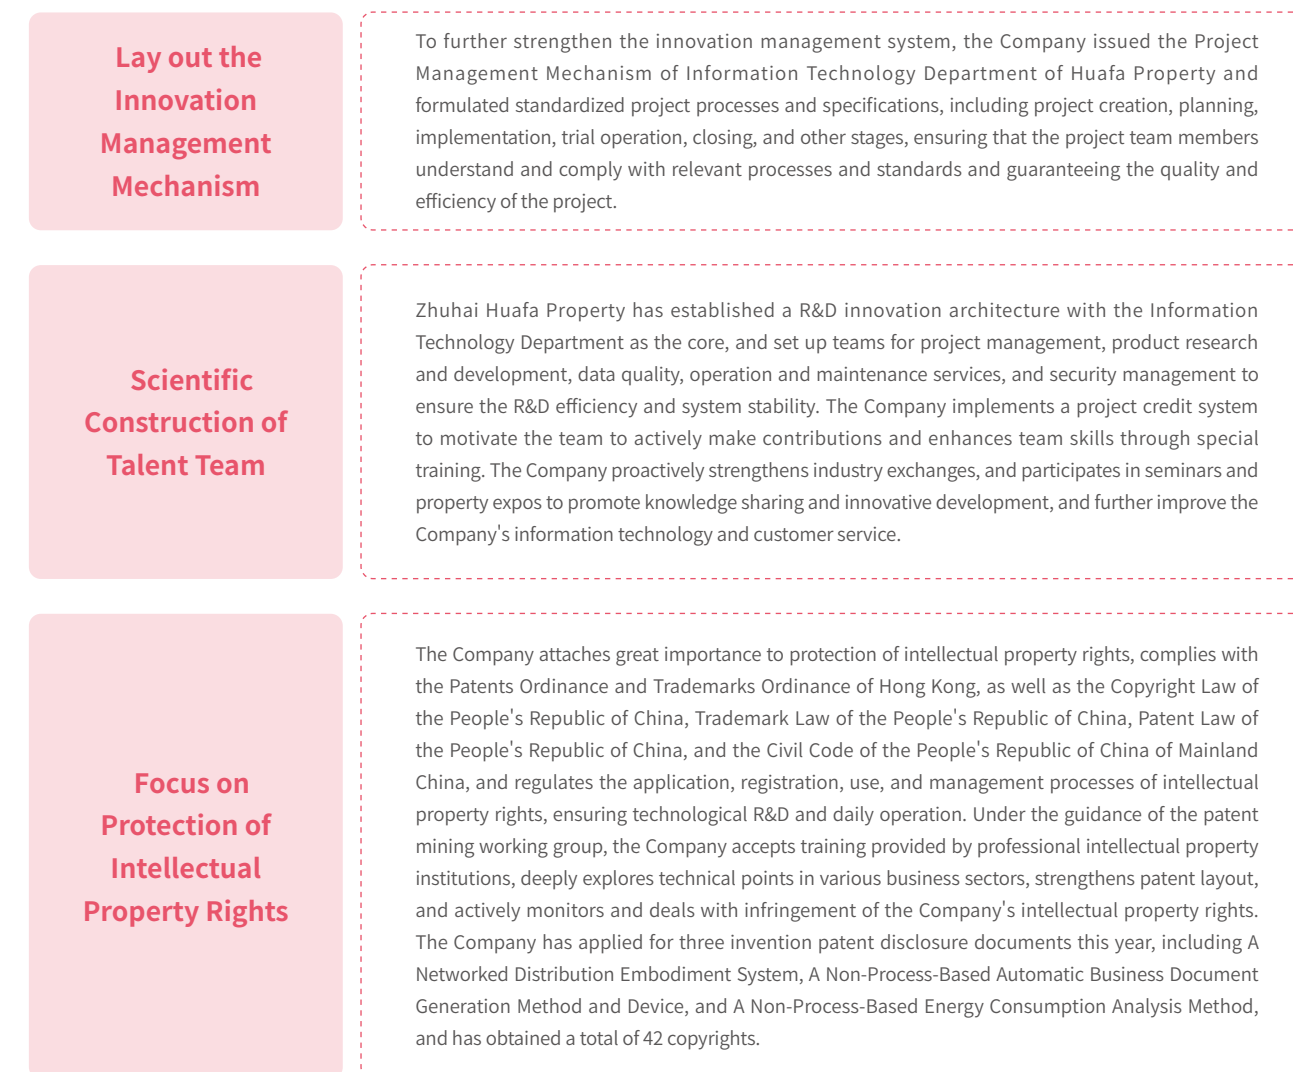 Lay out the
Innovation
Management
Mechanism
To further strengthen the innovation management system, the Company issued the Project
Management Mechanism of Information Technology Department of Huafa Property and
formulated standardized project processes and specifications, including project creation, planning,
implementation, trial operation, closing, and other stages, ensuring that the project team members
understand and comply with relevant processes and standards and guaranteeing the quality and
efficiency of the project.
Scientific
Construction of
Talent Team
Zhuhai Huafa Property has established a R&D innovation architecture with the Information
Technology Department as the core, and set up teams for project management, product research
and development, data quality, operation and maintenance services, and security management to
ensure the R&D efficiency and system stability. The Company implements a project credit system
to motivate the team to actively make contributions and enhances team skills through special
training. The Company proactively strengthens industry exchanges, and participates in seminars and
property expos to promote knowledge sharing and innovative development, and further improve the
Company's information technology and customer service.
Focus on
Protection of
Intellectual
Property Rights
The Company attaches great importance to protection of intellectual property rights, complies with
the Patents Ordinance and Trademarks Ordinance of Hong Kong, as well as the Copyright Law of
the People's Republic of China, Trademark Law of the People's Republic of China, Patent Law of
the People's Republic of China, and the Civil Code of the People's Republic of China of Mainland
China, and regulates the application, registration, use, and management processes of intellectual
property rights, ensuring technological R&D and daily operation. Under the guidance of the patent
mining working group, the Company accepts training provided by professional intellectual property
institutions, deeply explores technical points in various business sectors, strengthens patent layout,
and actively monitors and deals with infringement of the Company's intellectual property rights.
The Company has applied for three invention patent disclosure documents this year, including A
Networked Distribution Embodiment System, A Non-Process-Based Automatic Business Document
Generation Method and Device, and A Non-Process-Based Energy Consumption Analysis Method,
and has obtained a total of 42 copyrights.